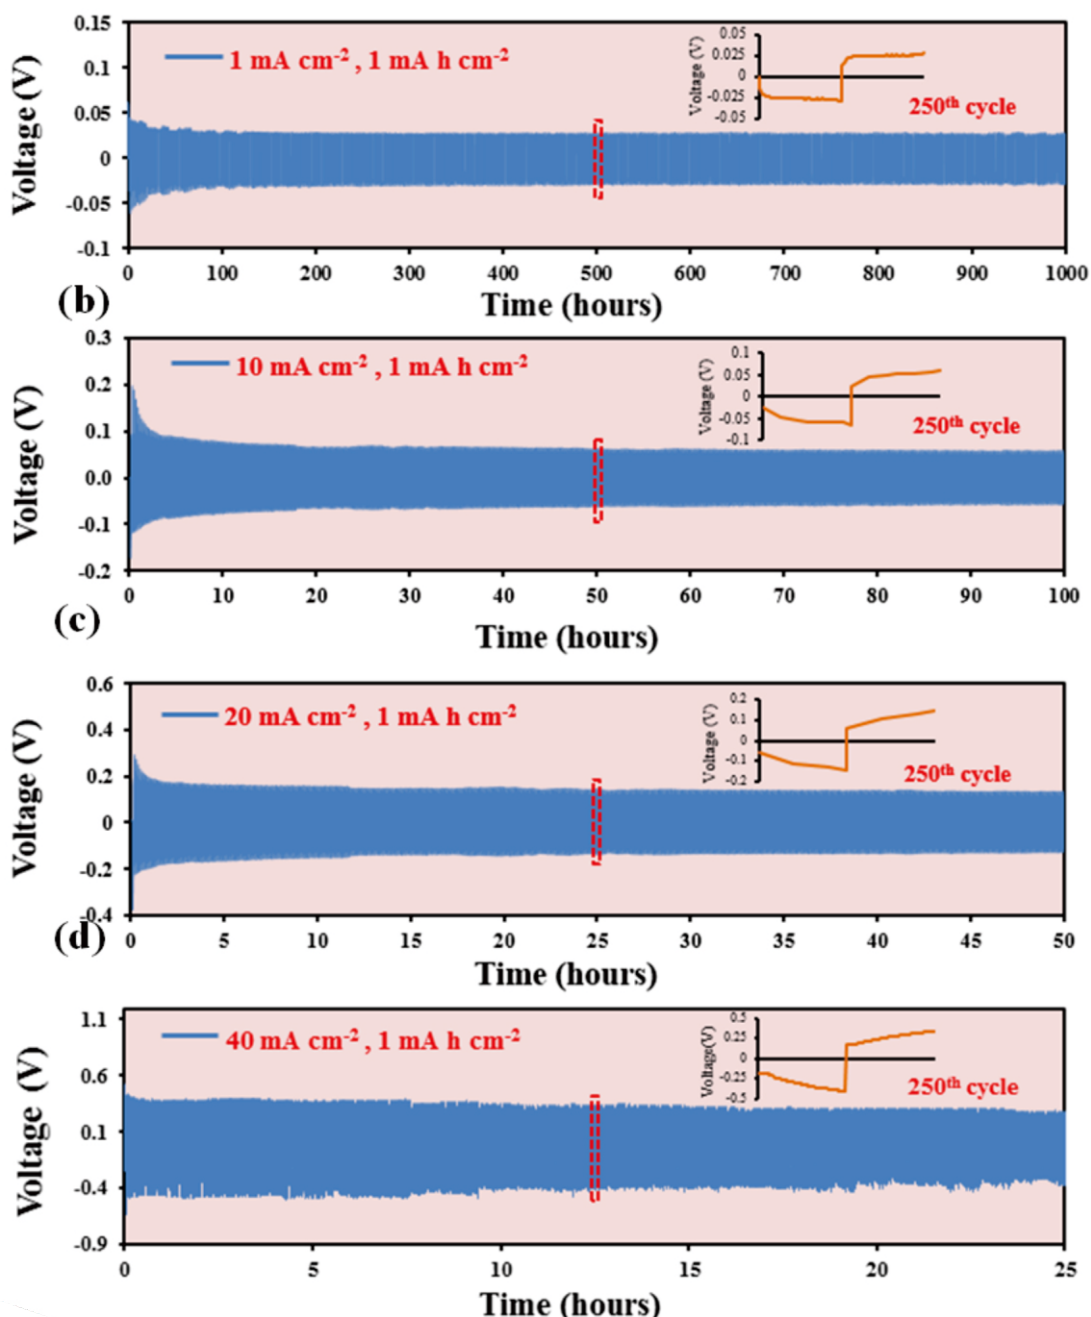 0.15
0.1
0.05
0
-0.05
-0.1
Voltage (V)
1 mA cm-2 , 1 mA h cm-2
0.05
0.025
0
-0.025
-0.05
Voltage (V)
250th cycle
0 100 200 300 400 500 600 700 800 900 1000
Time (hours)
(b)
0.3
0.2
0.1
0.0
-0.1
-0.2
Voltage (V)
10 mA cm-2 , 1 mA h cm-2
0.1
0.05
0
-0.05
-0.1
Voltage (V)
250th cycle
0 10 20 30 40 50 60 70 80 90 100
Time (hours)
(c)
0.6
0.4
0.2
0
-0.2
-0.4
Voltage (V)
20 mA cm-2 , 1 mA h cm-2
0.2
0.1
0
-0.1
-0.2
Voltage (V)
250th cycle
0 5 10 15 20 25 30 35 40 45 50
Time (hours)
(d)
1.1
0.6
0.1
-0.4
-0.9
Voltage (V)
40 mA cm-2 , 1 mA h cm-2
0.5
0.25
0
-0.25
-0.5
Voltage(V)
250th cycle
0 5 10 15 20 25
Time (hours)